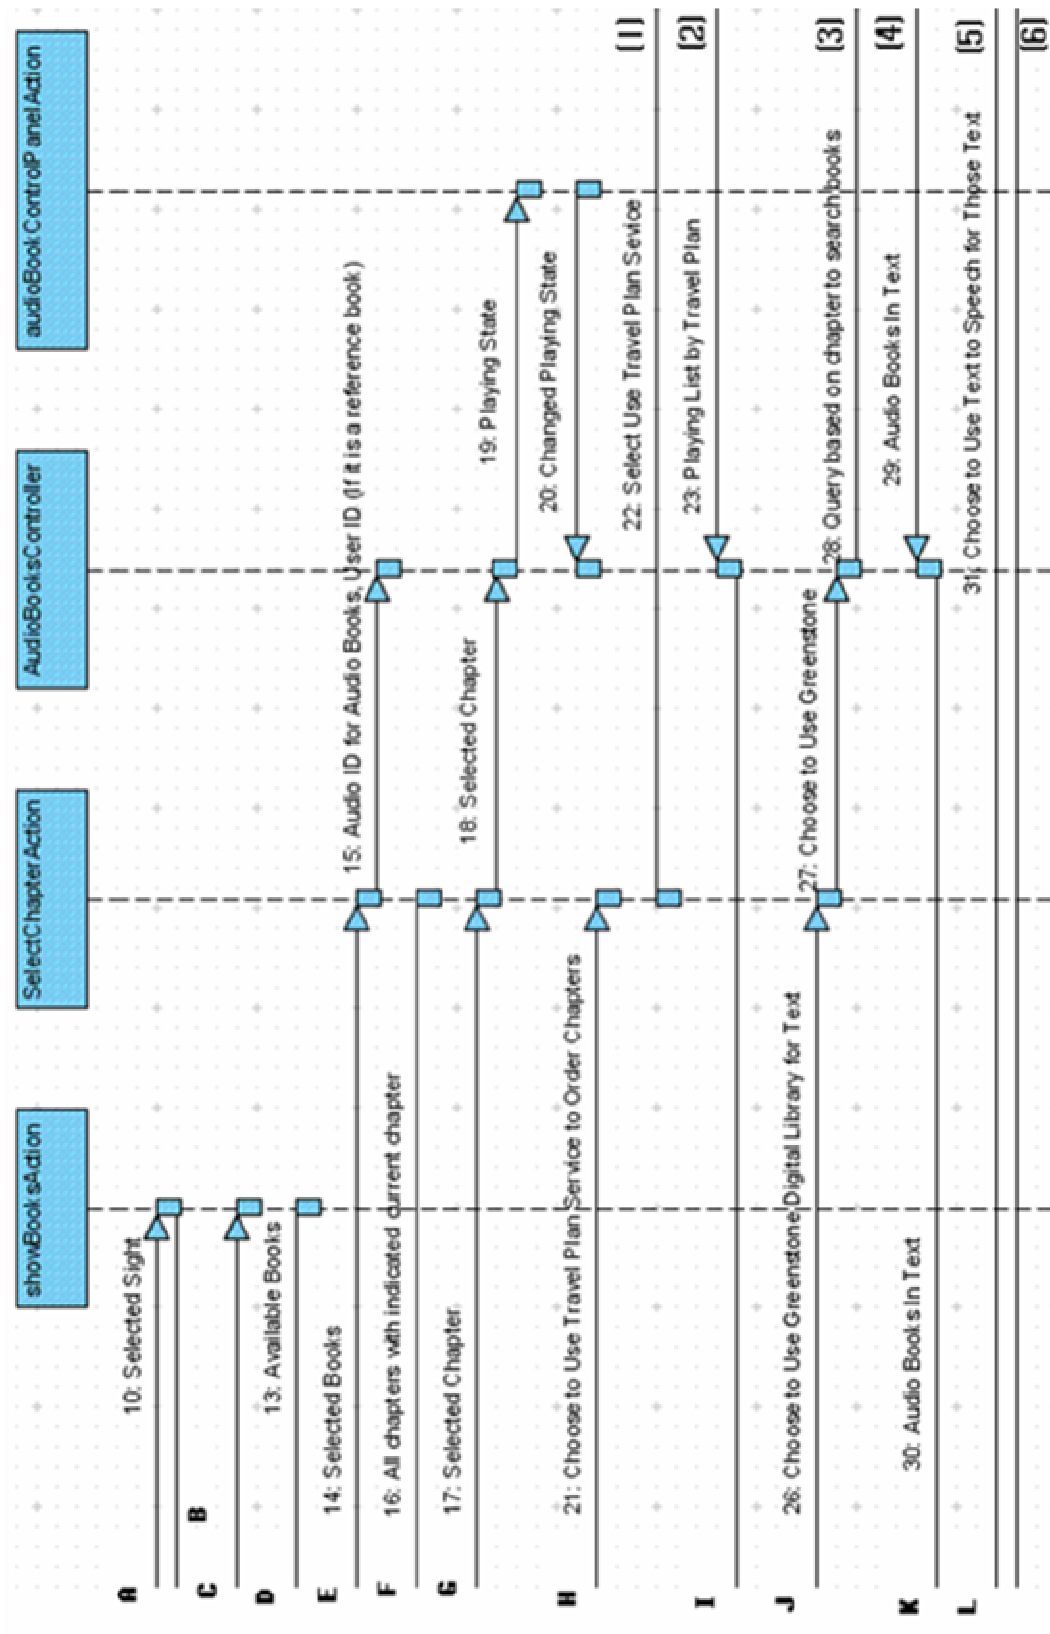 showBooksAction
SelectChapterAction
AudioBooksController
audioBookControlPanelAction
A
10: Selected Sight
B
C
D
13: Available Books
E
14: Selected Books
15: Audio ID for Audio Books, User ID (If it is a reference book)
F
16: All chapters with indicated current chapter
G
17: Selected Chapter
18: Selected Chapter
19: Playing State
20: Changed Playing State
H
21: Choose to Use Travel Plan Service to Order Chapters
22: Select Use Travel Plan Sevice
(1)
I
23: Playing List by Travel Plan
(2)
J
26: Choose to Use Greenstone Digital Library for Text
27: Choose to Use Greenstone
28: Query based on chapter to search books
(3)
29: Audio Books In Text
(4)
K
30: Audio Books In Text
L
31: Choose to Use Text to Speech for Those Text
(5)
(6)